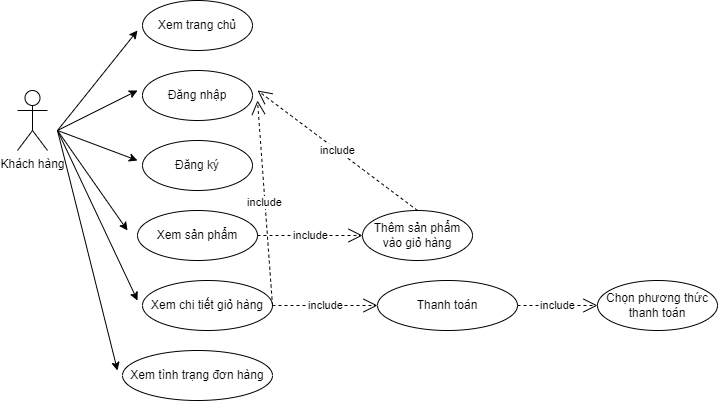 Xem trang chủ
Đăng nhập
include
Khách hàng
Đăng ký
include
Xem sản phẩm
include
Thêm sản phẩm
vào giỏ hàng
Xem chi tiết giỏ hàng
include
Thanh toán
include
Chọn phương thức
thanh toán
Xem tình trạng đơn hàng